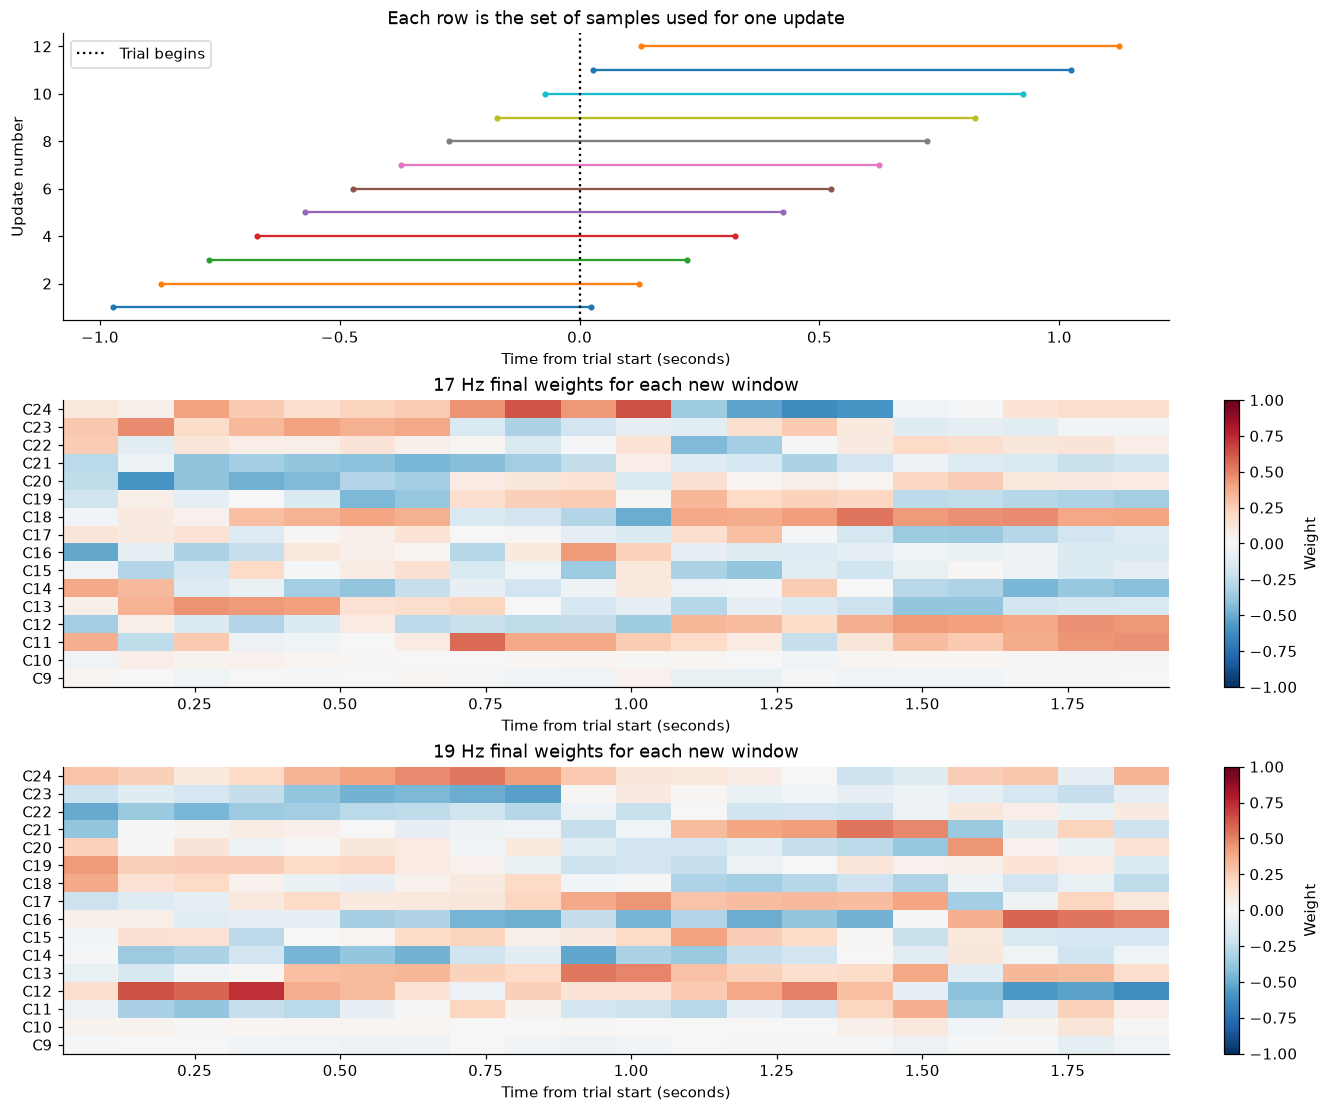 Each row is the set of samples used for one update
Trial begins
Update number
12
10
8
6
4
2
−1.0 −0.5 0.0 0.5 1.0
Time from trial start (seconds)
17 Hz final weights for each new window
C24
C23
C22
C21
C20
C19
C18
C17
C16
C15
C14
C13
C12
C11
C10
C9
0.25 0.50 0.75 1.00 1.25 1.50 1.75
Time from trial start (seconds)
1.00
0.75
0.50
0.25
0.00
−0.25
−0.50
−0.75
−1.00
Weight
19 Hz final weights for each new window
C24
C23
C22
C21
C20
C19
C18
C17
C16
C15
C14
C13
C12
C11
C10
C9
0.25 0.50 0.75 1.00 1.25 1.50 1.75
Time from trial start (seconds)
1.00
0.75
0.50
0.25
0.00
−0.25
−0.50
−0.75
−1.00
Weight